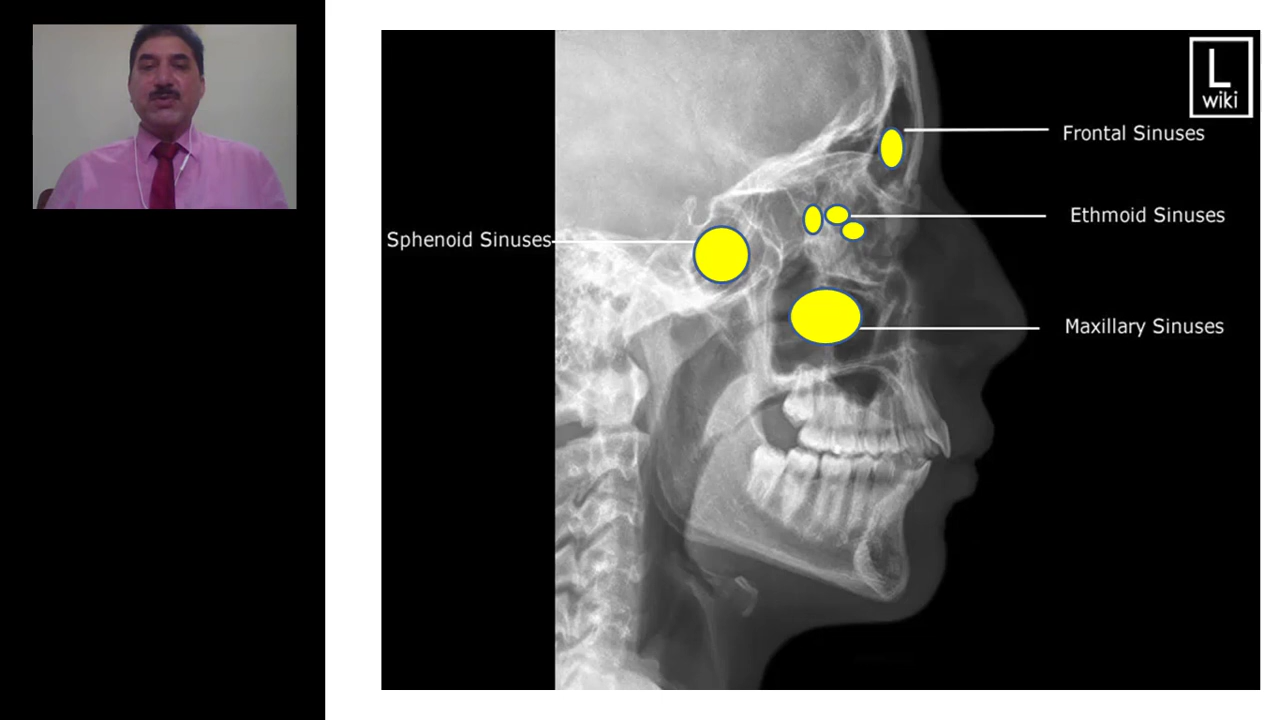 L
wiki
Frontal Sinuses
Ethmoid Sinuses
Sphenoid Sinuses
Maxillary Sinuses